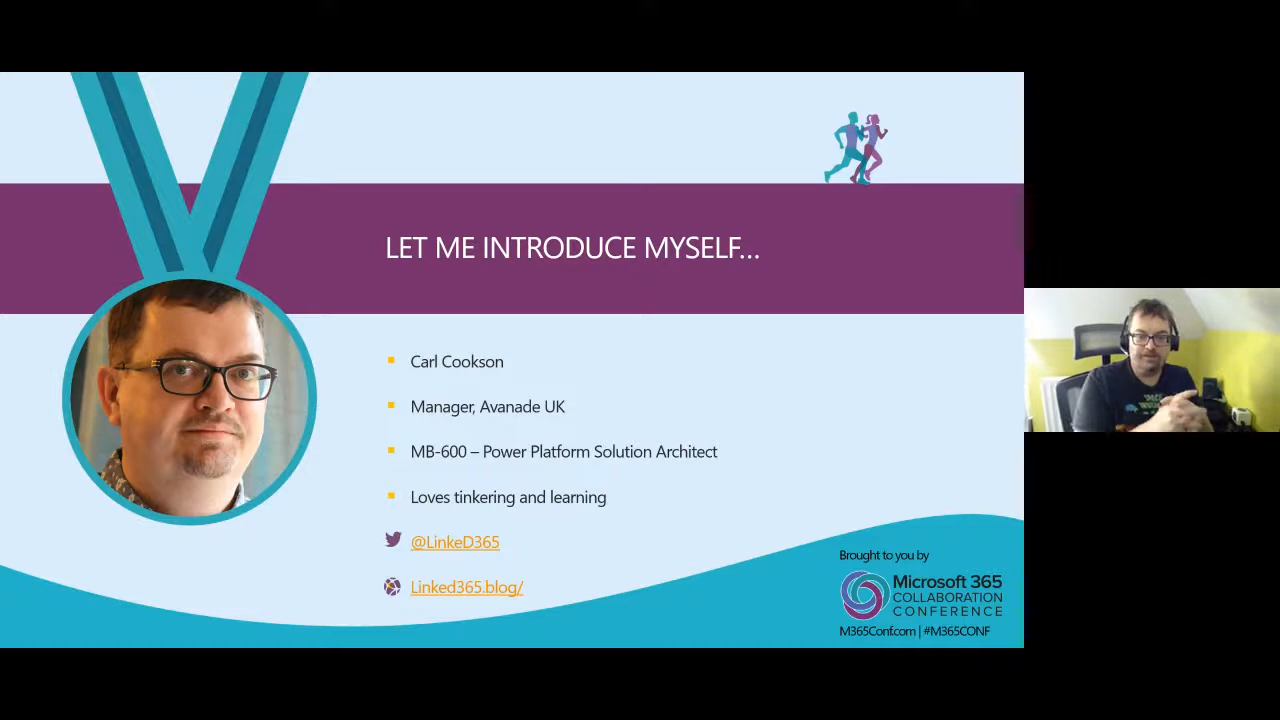 LET ME INTRODUCE MYSELF...
Carl Cookson
Manager, Avanade UK
MB-600 – Power Platform Solution Architect
Loves tinkering and learning
@LinkeD365
Linked365.blog/
Brought to you by
Microsoft 365
COLLABORATION
CONFERENCE
M365Conf.com | #M365CONF